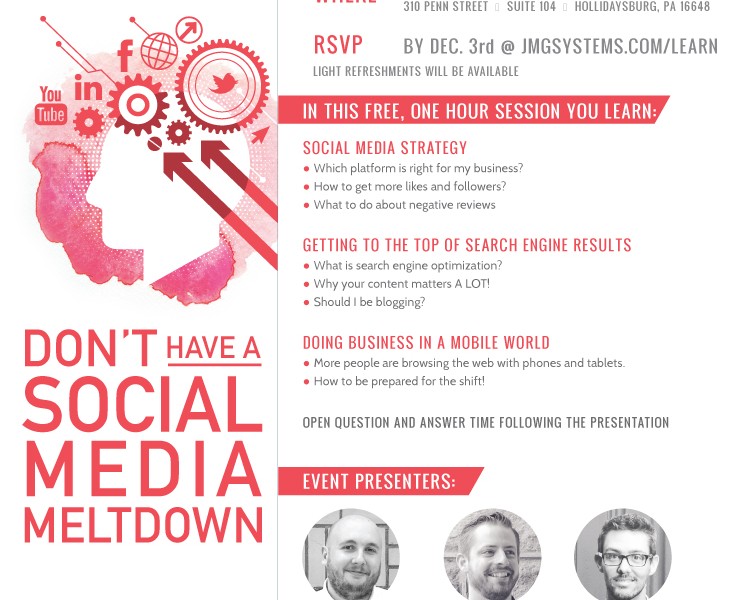 310 PENN STREET ▯ SUITE 104 ▯ HOLLIDAYSBURG, PA 16648
RSVP BY DEC. 3rd @ JMGSYSTEMS.COM/LEARN
LIGHT REFRESHMENTS WILL BE AVAILABLE
IN THIS FREE, ONE HOUR SESSION YOU LEARN:
SOCIAL MEDIA STRATEGY
• Which platform is right for my business?
• How to get more likes and followers?
• What to do about negative reviews
GETTING TO THE TOP OF SEARCH ENGINE RESULTS
• What is search engine optimization?
• Why your content matters A LOT!
• Should I be blogging?
DOING BUSINESS IN A MOBILE WORLD
• More people are browsing the web with phones and tablets.
• How to be prepared for the shift!
OPEN QUESTION AND ANSWER TIME FOLLOWING THE PRESENTATION
EVENT PRESENTERS:
f
in
You
Tube
DON'T HAVE A
SOCIAL
MEDIA
MELTDOWN